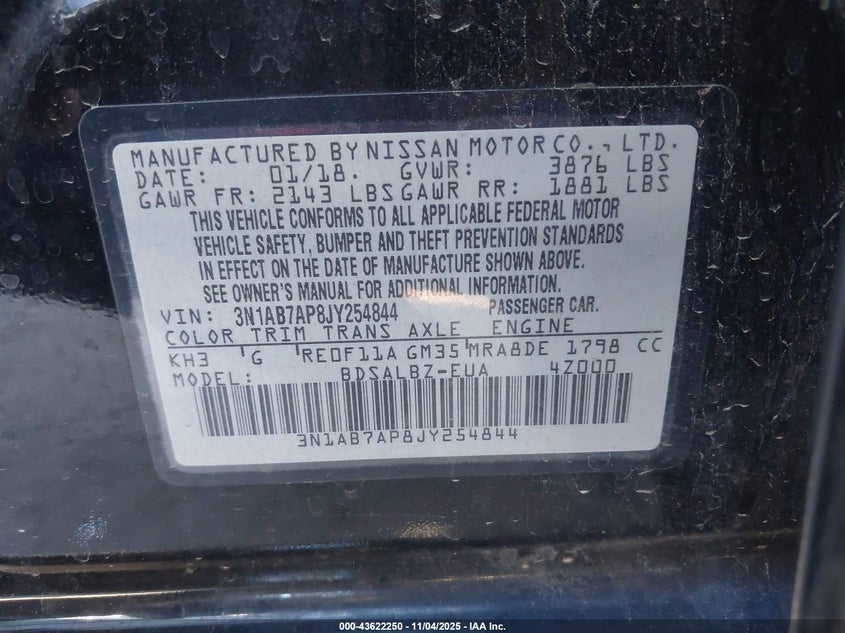 MANUFACTURED BY NISSAN MOTOR CO., LTD.
DATE: 01/18. GVWR: 3876 LBS
GAWR FR: 2143 LBS GAWR RR: 1881 LBS
THIS VEHICLE CONFORMS TO ALL APPLICABLE FEDERAL MOTOR
VEHICLE SAFETY, BUMPER AND THEFT PREVENTION STANDARDS
IN EFFECT ON THE DATE OF MANUFACTURE SHOWN ABOVE.
SEE OWNER'S MANUAL FOR ADDITIONAL INFORMATION.
VIN: 3N1AB7AP8JY254844 PASSENGER CAR.
COLOR TRIM TRANS AXLE ENGINE
KH3 G RE0F11A GM35 MRA8DE 1798 CC
MODEL: BDSALBZ-EUA 4Z000
3N1AB7AP8JY254844
000-43622250 - 11/04/2025 - IAA Inc.